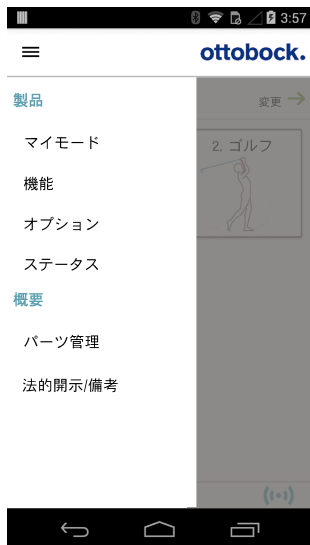 3:57
ottobock.
製品
変更
マイモード
2. ゴルフ
機能
オプション
ステータス
概要
パーツ管理
法的開示/備考